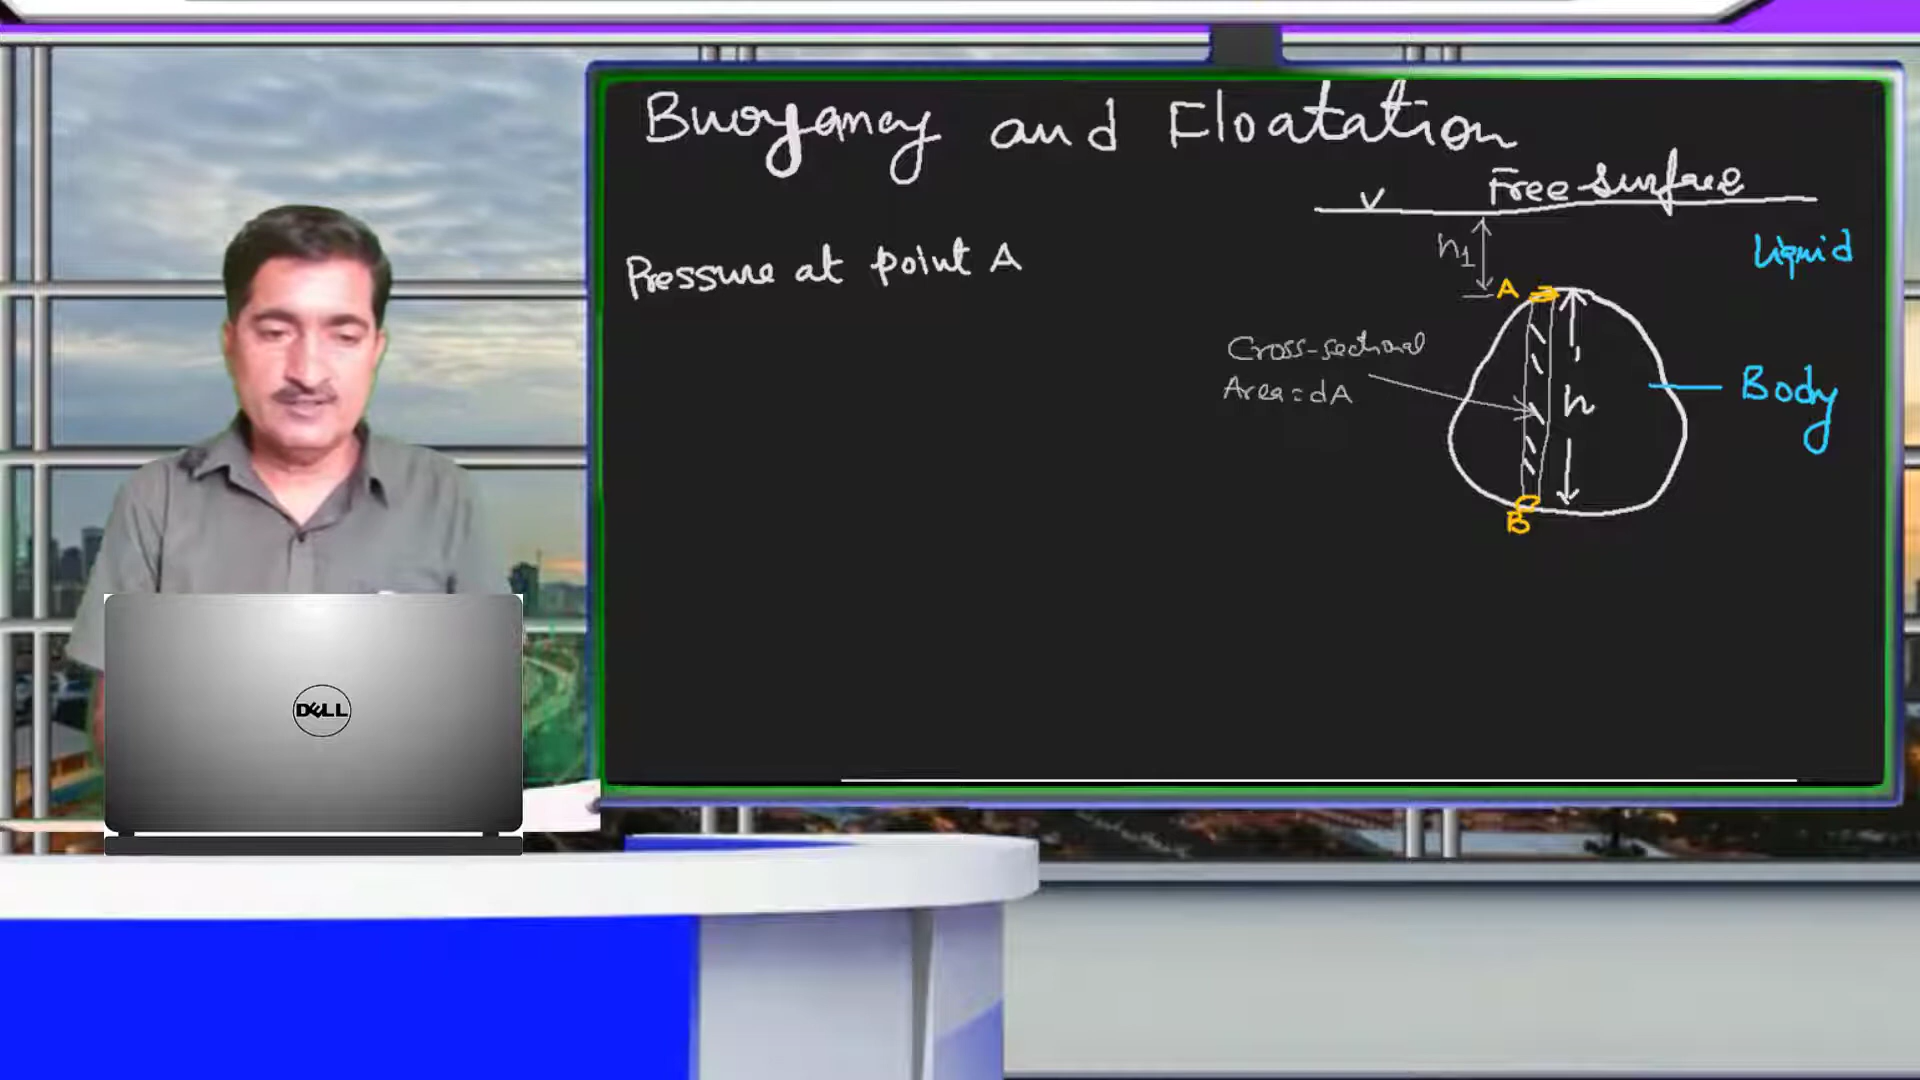 Buoyancy and Floatation
v Free surface
h1
Liquid
Pressure at point A
A
Cross-sectional
Area = dA
h
Body
B
DELL